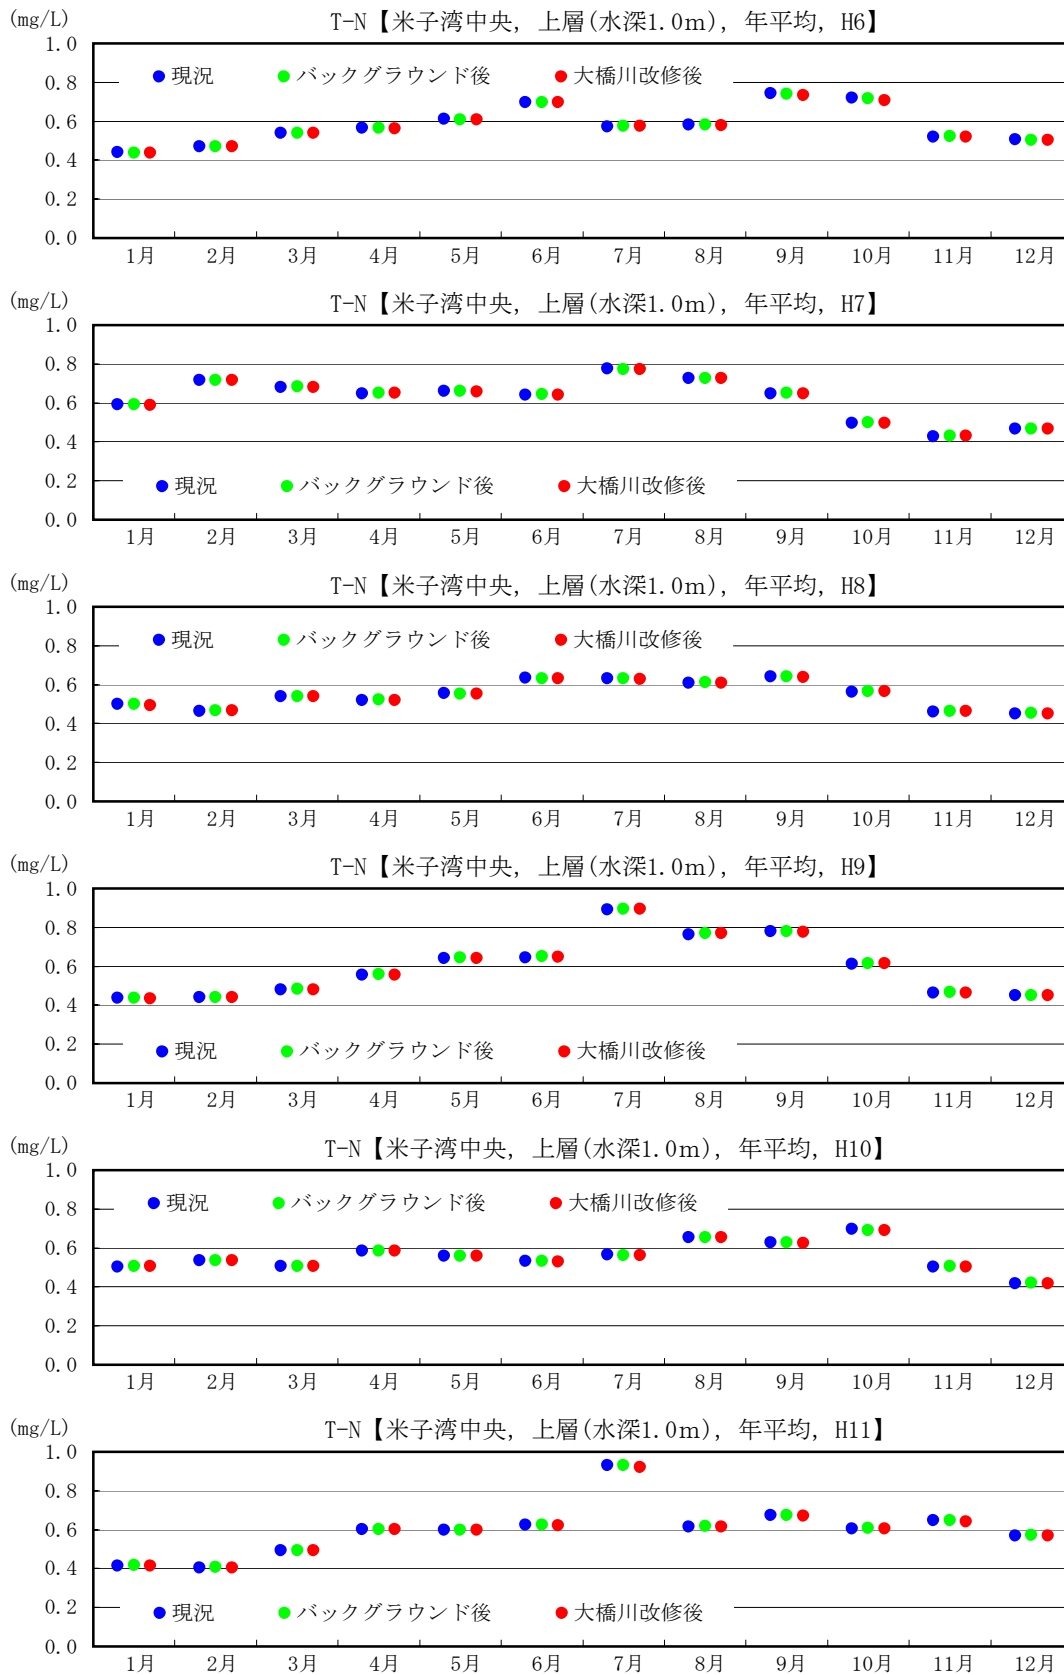 (mg/L) T-N【米子湾中央, 上層(水深1.0m), 年平均, H6】
1.0
● 現況 ● バックグラウンド後 ● 大橋川改修後
0.8
0.6
0.4
0.2
0.0
1月 2月 3月 4月 5月 6月 7月 8月 9月 10月 11月 12月
(mg/L) T-N【米子湾中央, 上層(水深1.0m), 年平均, H7】
1.0
0.8
0.6
0.4
● 現況 ● バックグラウンド後 ● 大橋川改修後
0.2
0.0
1月 2月 3月 4月 5月 6月 7月 8月 9月 10月 11月 12月
(mg/L) T-N【米子湾中央, 上層(水深1.0m), 年平均, H8】
1.0
● 現況 ● バックグラウンド後 ● 大橋川改修後
0.8
0.6
0.4
0.2
0.0
1月 2月 3月 4月 5月 6月 7月 8月 9月 10月 11月 12月
(mg/L) T-N【米子湾中央, 上層(水深1.0m), 年平均, H9】
1.0
0.8
0.6
0.4
0.2
● 現況 ● バックグラウンド後 ● 大橋川改修後
0.0
1月 2月 3月 4月 5月 6月 7月 8月 9月 10月 11月 12月
(mg/L) T-N【米子湾中央, 上層(水深1.0m), 年平均, H10】
1.0
● 現況 ● バックグラウンド後 ● 大橋川改修後
0.8
0.6
0.4
0.2
0.0
1月 2月 3月 4月 5月 6月 7月 8月 9月 10月 11月 12月
(mg/L) T-N【米子湾中央, 上層(水深1.0m), 年平均, H11】
1.0
0.8
0.6
0.4
0.2
● 現況 ● バックグラウンド後 ● 大橋川改修後
0.0
1月 2月 3月 4月 5月 6月 7月 8月 9月 10月 11月 12月